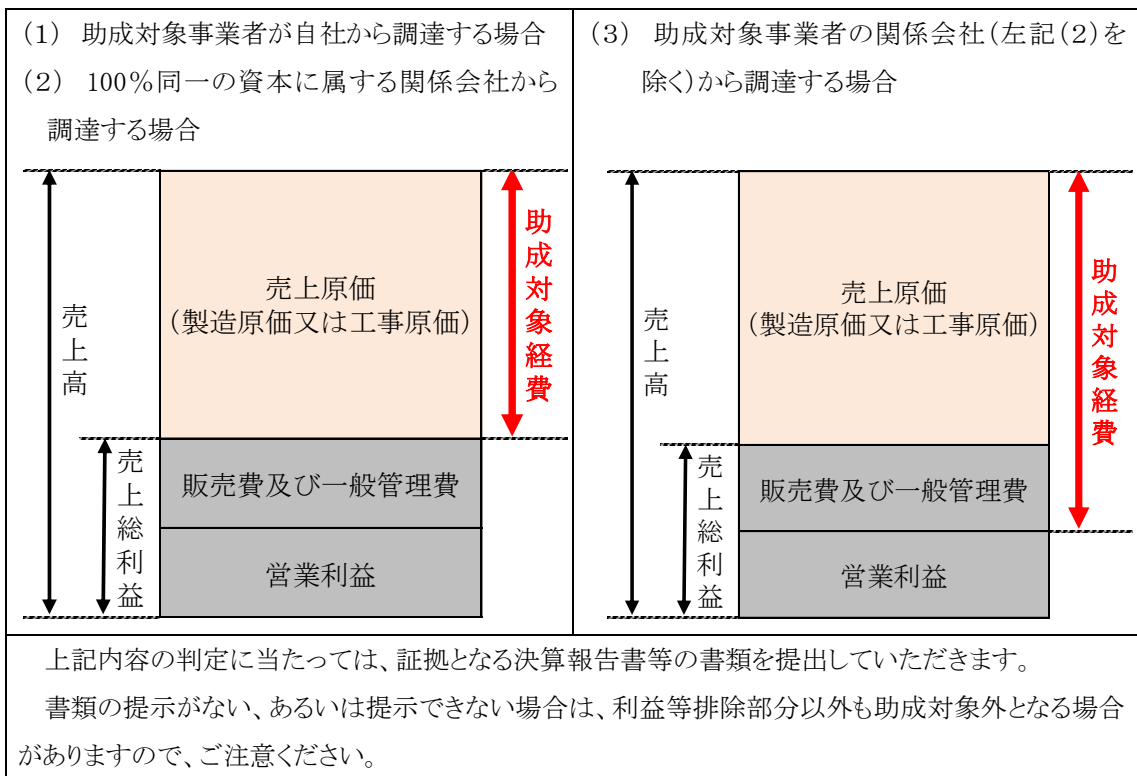 (1) 助成対象事業者が自社から調達する場合
(2) 100%同一の資本に属する関係会社から
調達する場合
売上高
売上原価
(製造原価又は工事原価)
助成対象経費
売上総利益
販売費及び一般管理費
営業利益
(3) 助成対象事業者の関係会社(左記(2)を
除く)から調達する場合
売上高
売上原価
(製造原価又は工事原価)
助成対象経費
売上総利益
販売費及び一般管理費
営業利益
上記内容の判定に当たっては、証拠となる決算報告書等の書類を提出していただきます。
書類の提示がない、あるいは提示できない場合は、利益等排除部分以外も助成対象外となる場合
がありますので、ご注意ください。